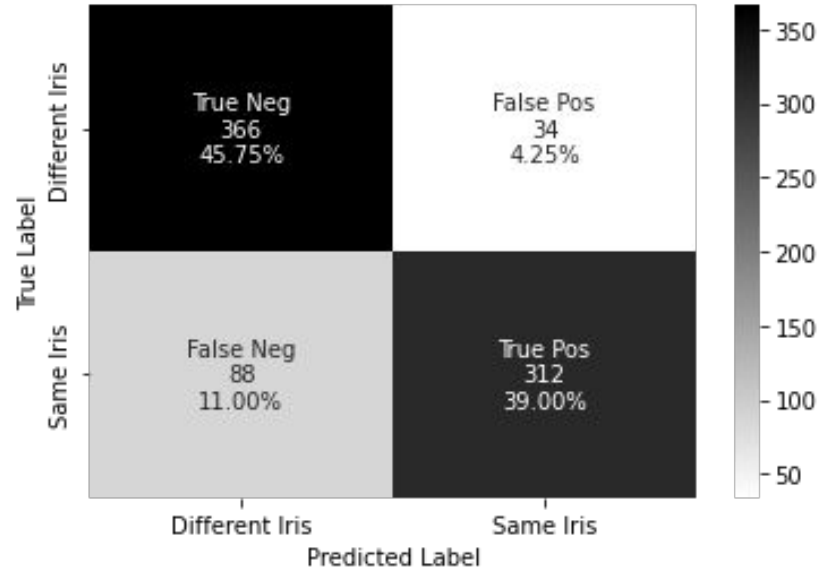 True Label
Different Iris
Same Iris
True Neg
366
45.75%
False Pos
34
4.25%
False Neg
88
11.00%
True Pos
312
39.00%
Different Iris
Same Iris
Predicted Label
350
300
250
200
150
100
50